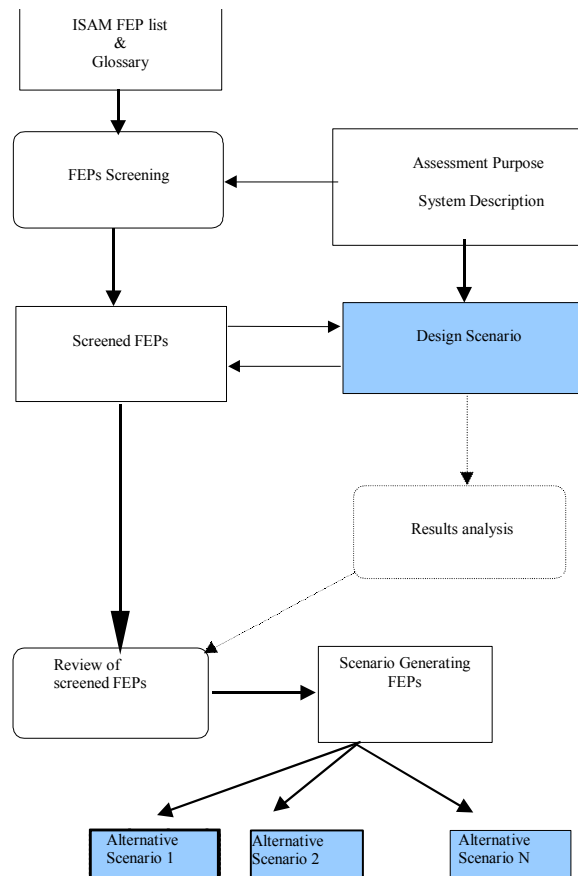 ISAM FEP list
&
Glossary
FEPs Screening
Assessment Purpose
System Description
Screened FEPs
Design Scenario
Results analysis
Review of
screened FEPs
Scenario Generating
FEPs
Alternative
Scenario 1
Alternative
Scenario 2
Alternative
Scenario N